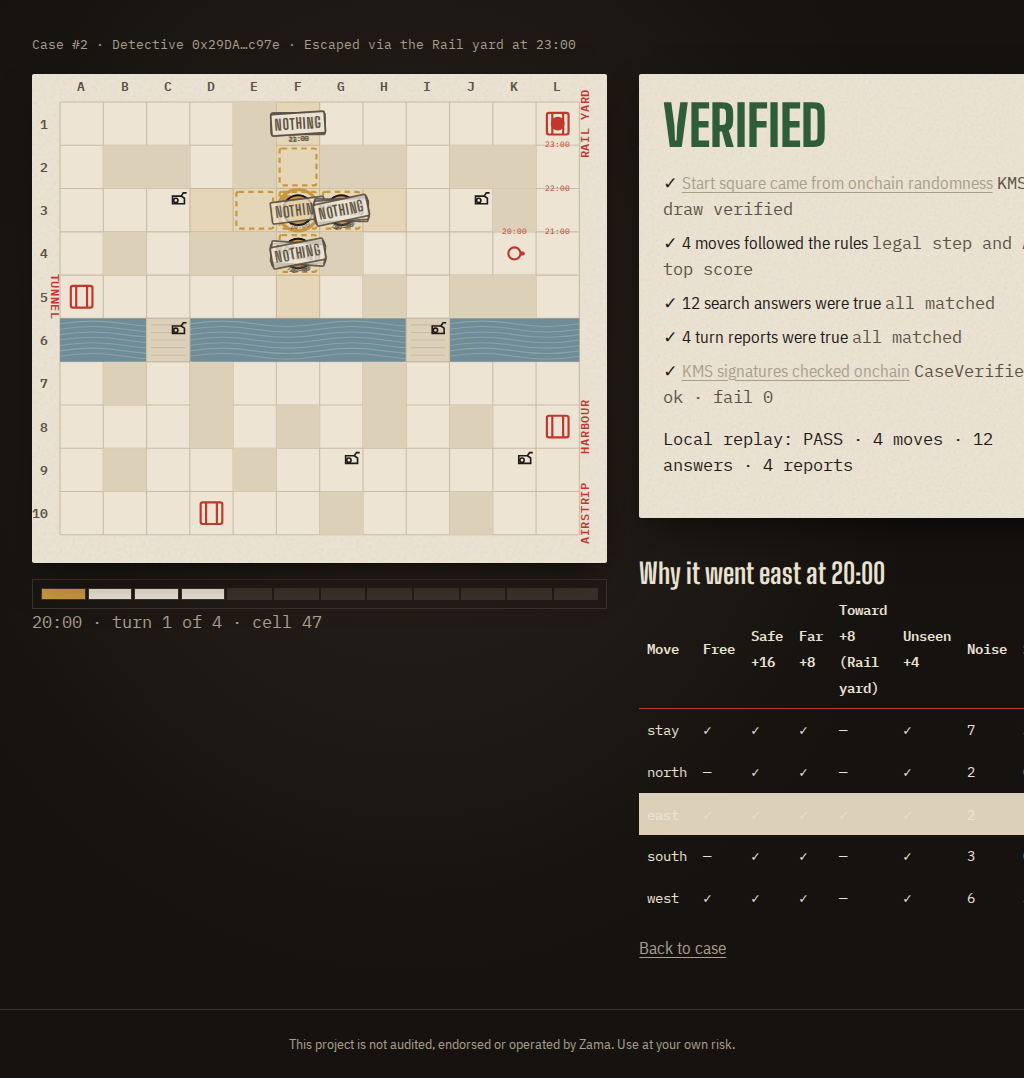 Case #2 · Detective 0x29DA…c97e · Escaped via the Rail yard at 23:00
A B C D E F G H I J K L
1
2
3
4
5
6
7
8
9
10
NOTHING
22:00
NOTHING
NOTHING
RAIL YARD
23:00
22:00
20:00 21:00
TUNNEL
HARBOUR
AIRSTRIP
20:00 · turn 1 of 4 · cell 47
VERIFIED
✓ Start square came from onchain randomness KMS
draw verified
✓ 4 moves followed the rules legal step and
top score
✓ 12 search answers were true all matched
✓ 4 turn reports were true all matched
✓ KMS signatures checked onchain CaseVerifie
ok · fail 0
Local replay: PASS · 4 moves · 12
answers · 4 reports
Why it went east at 20:00
Move Free Safe +16 Far +8 Toward +8 (Rail yard) Unseen +4 Noise
stay ✓ ✓ ✓ — ✓ 7
north — ✓ ✓ — ✓ 2
east ✓ ✓ ✓ ✓ ✓ 2
south — ✓ ✓ — ✓ 3
west ✓ ✓ ✓ — ✓ 6
Back to case
This project is not audited, endorsed or operated by Zama. Use at your own risk.